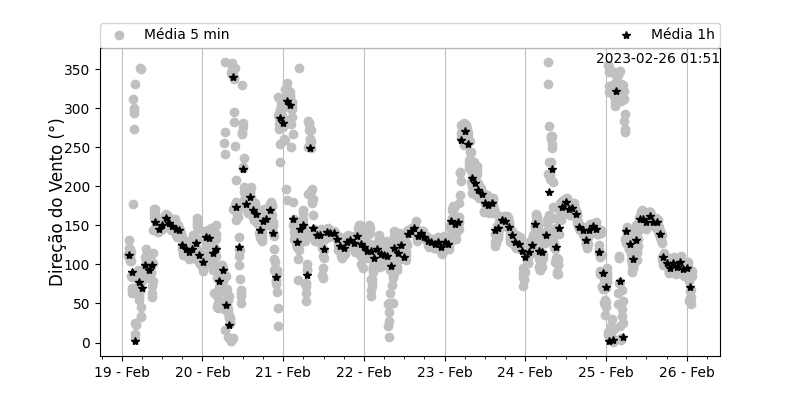 Média 5 min
Média 1h
2023-02-26 01:51
Direção do Vento (°)
350
300
250
200
150
100
50
0
19 - Feb
20 - Feb
21 - Feb
22 - Feb
23 - Feb
24 - Feb
25 - Feb
26 - Feb